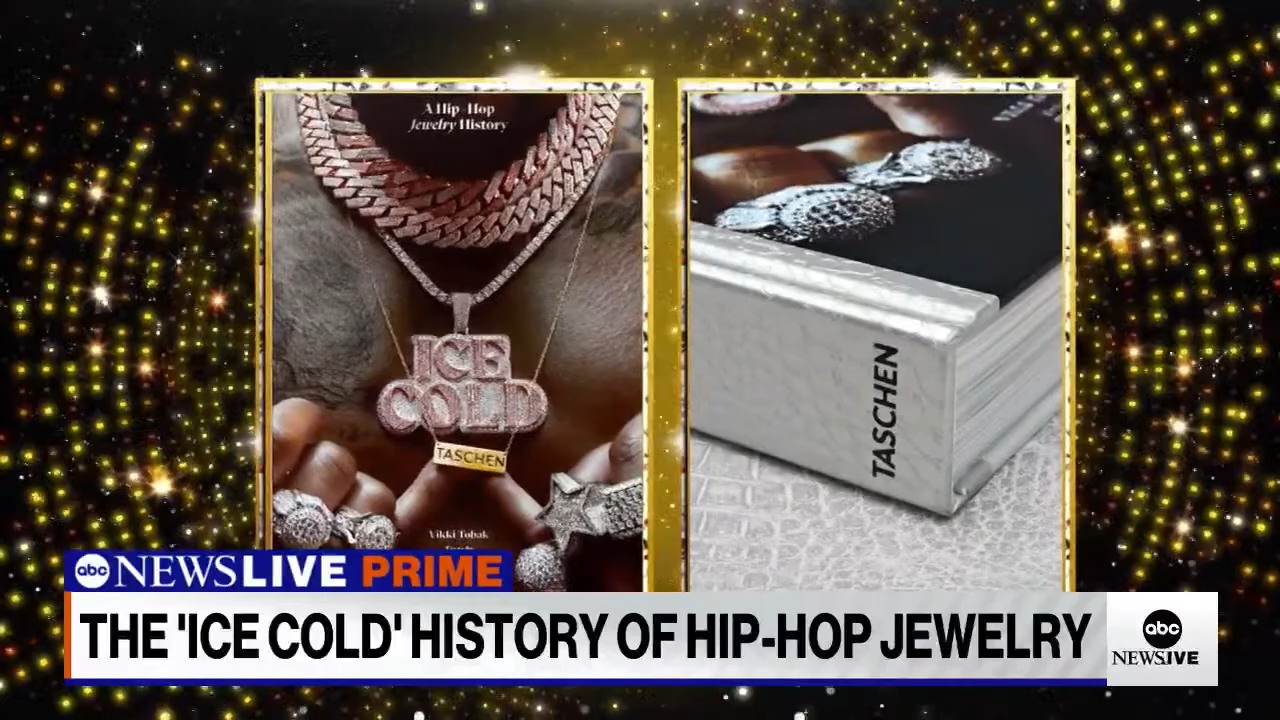 A Hip-Hop
Jewelry History
ICE
COLD
TASCHEN
Vikki Tobak
TASCHEN
abc NEWS LIVE PRIME
THE 'ICE COLD' HISTORY OF HIP-HOP JEWELRY
abc
NEWS LIVE